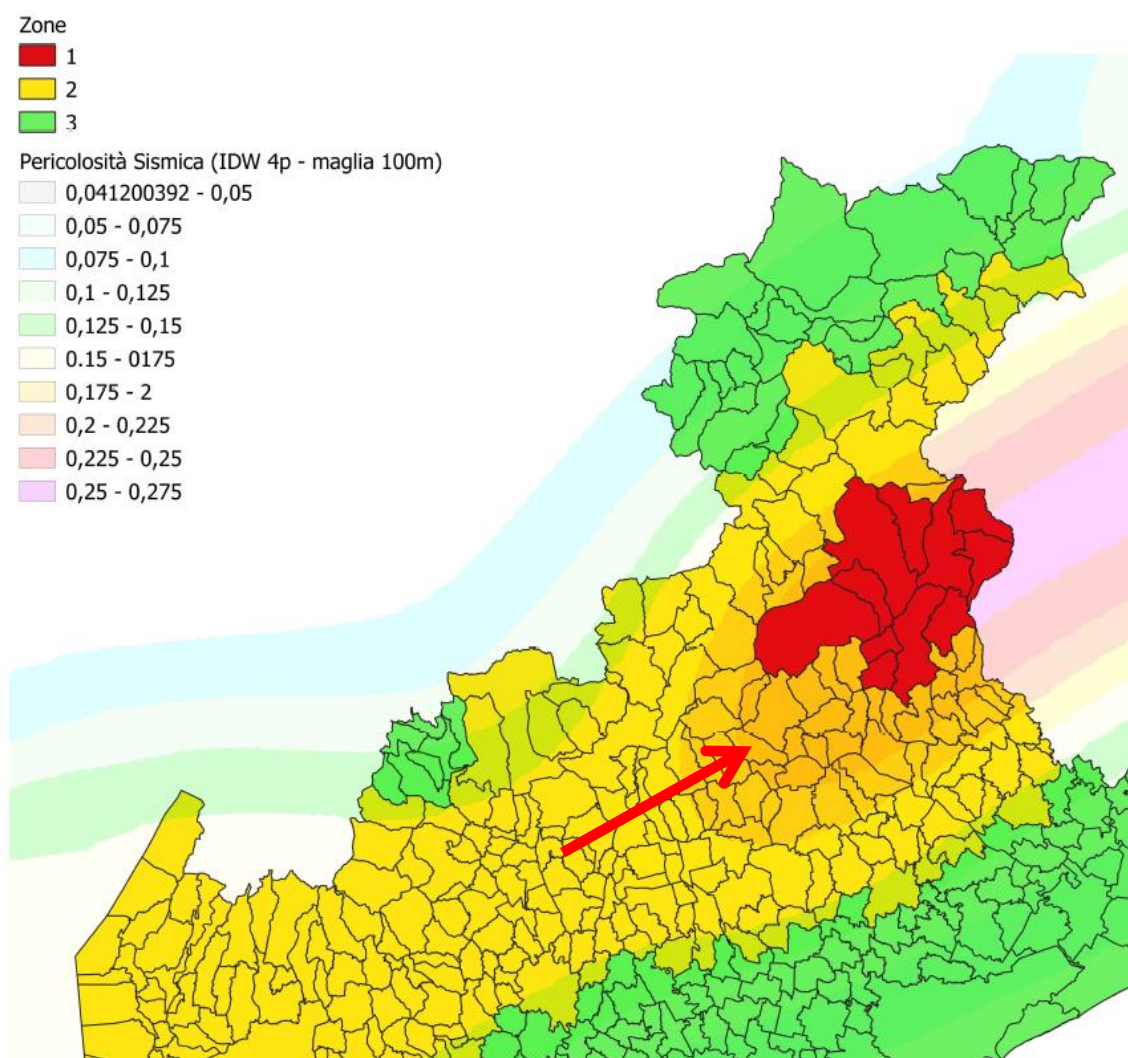 Zone
1
2
3
Pericolosità Sismica (IDW 4p - maglia 100m)
0,041200392 - 0,05
0,05 - 0,075
0,075 - 0,1
0,1 - 0,125
0,125 - 0,15
0.15 - 0175
0,175 - 2
0,2 - 0,225
0,225 - 0,25
0,25 - 0,275